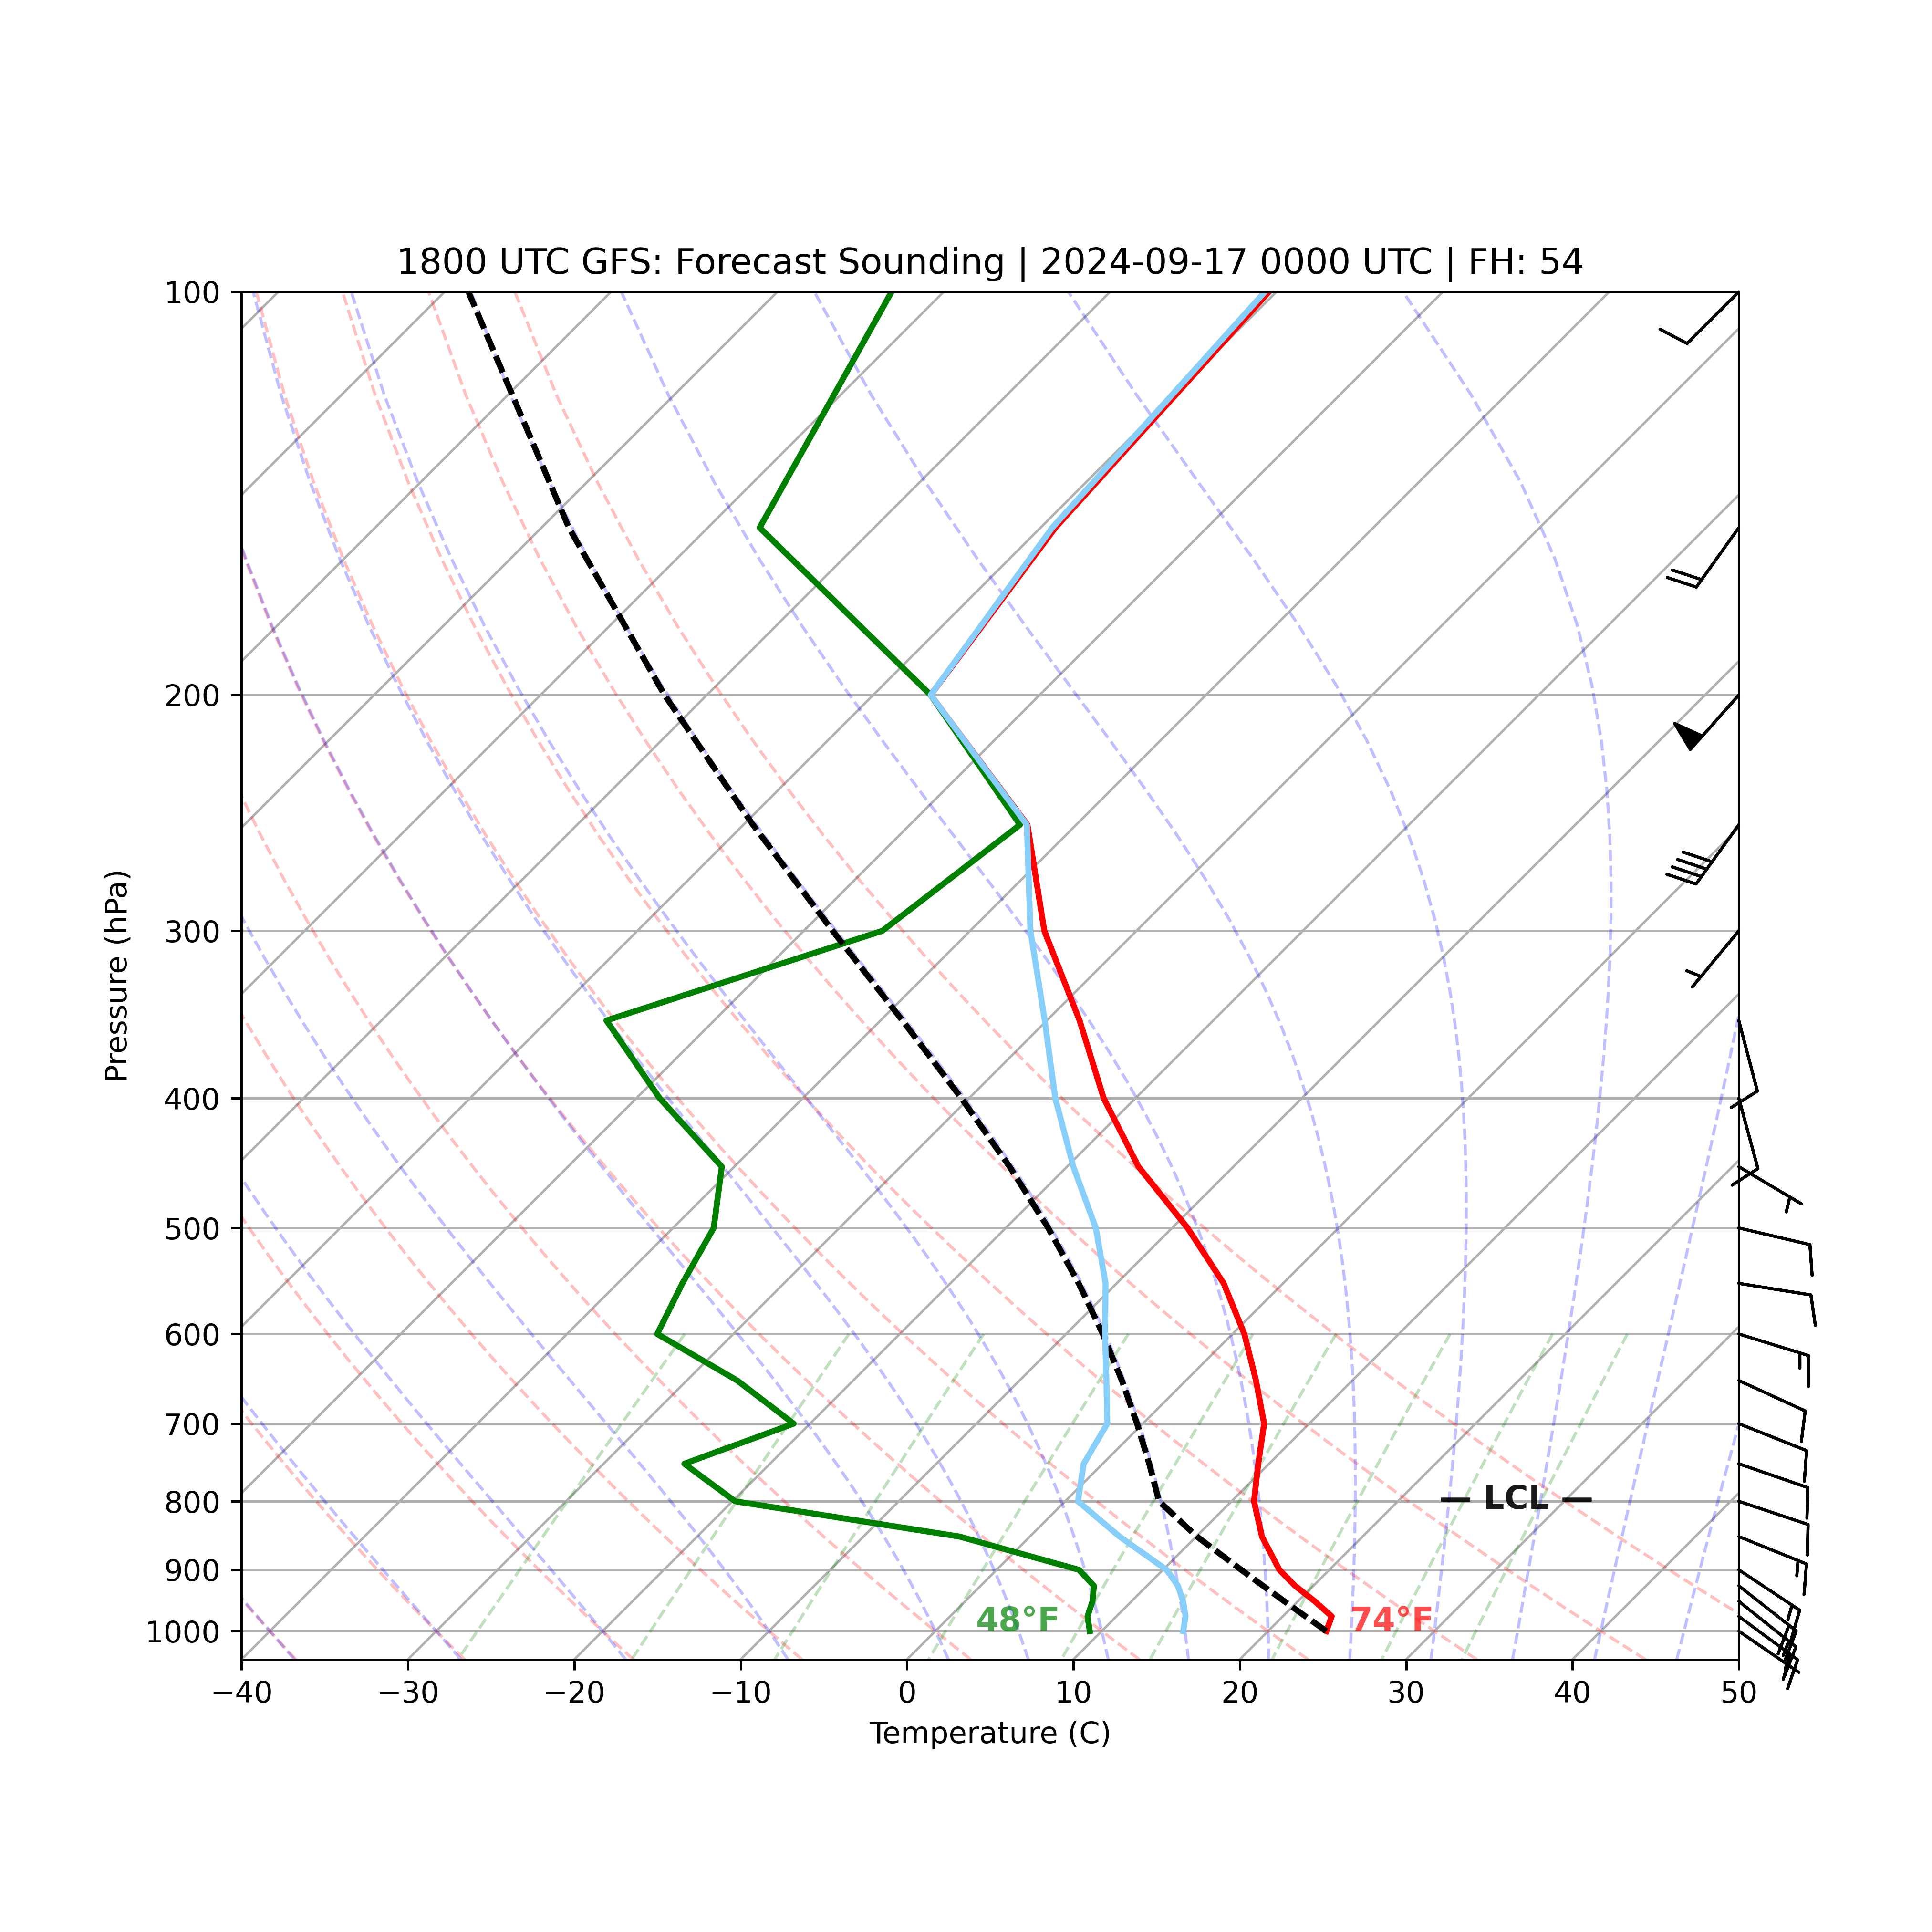 1800 UTC GFS: Forecast Sounding | 2024-09-17 0000 UTC | FH: 54
100
200
300
400
500
600
700
800
900
1000
Pressure (hPa)
LCL
48°F
74°F
−40 −30 −20 −10 0 10 20 30 40 50
Temperature (C)